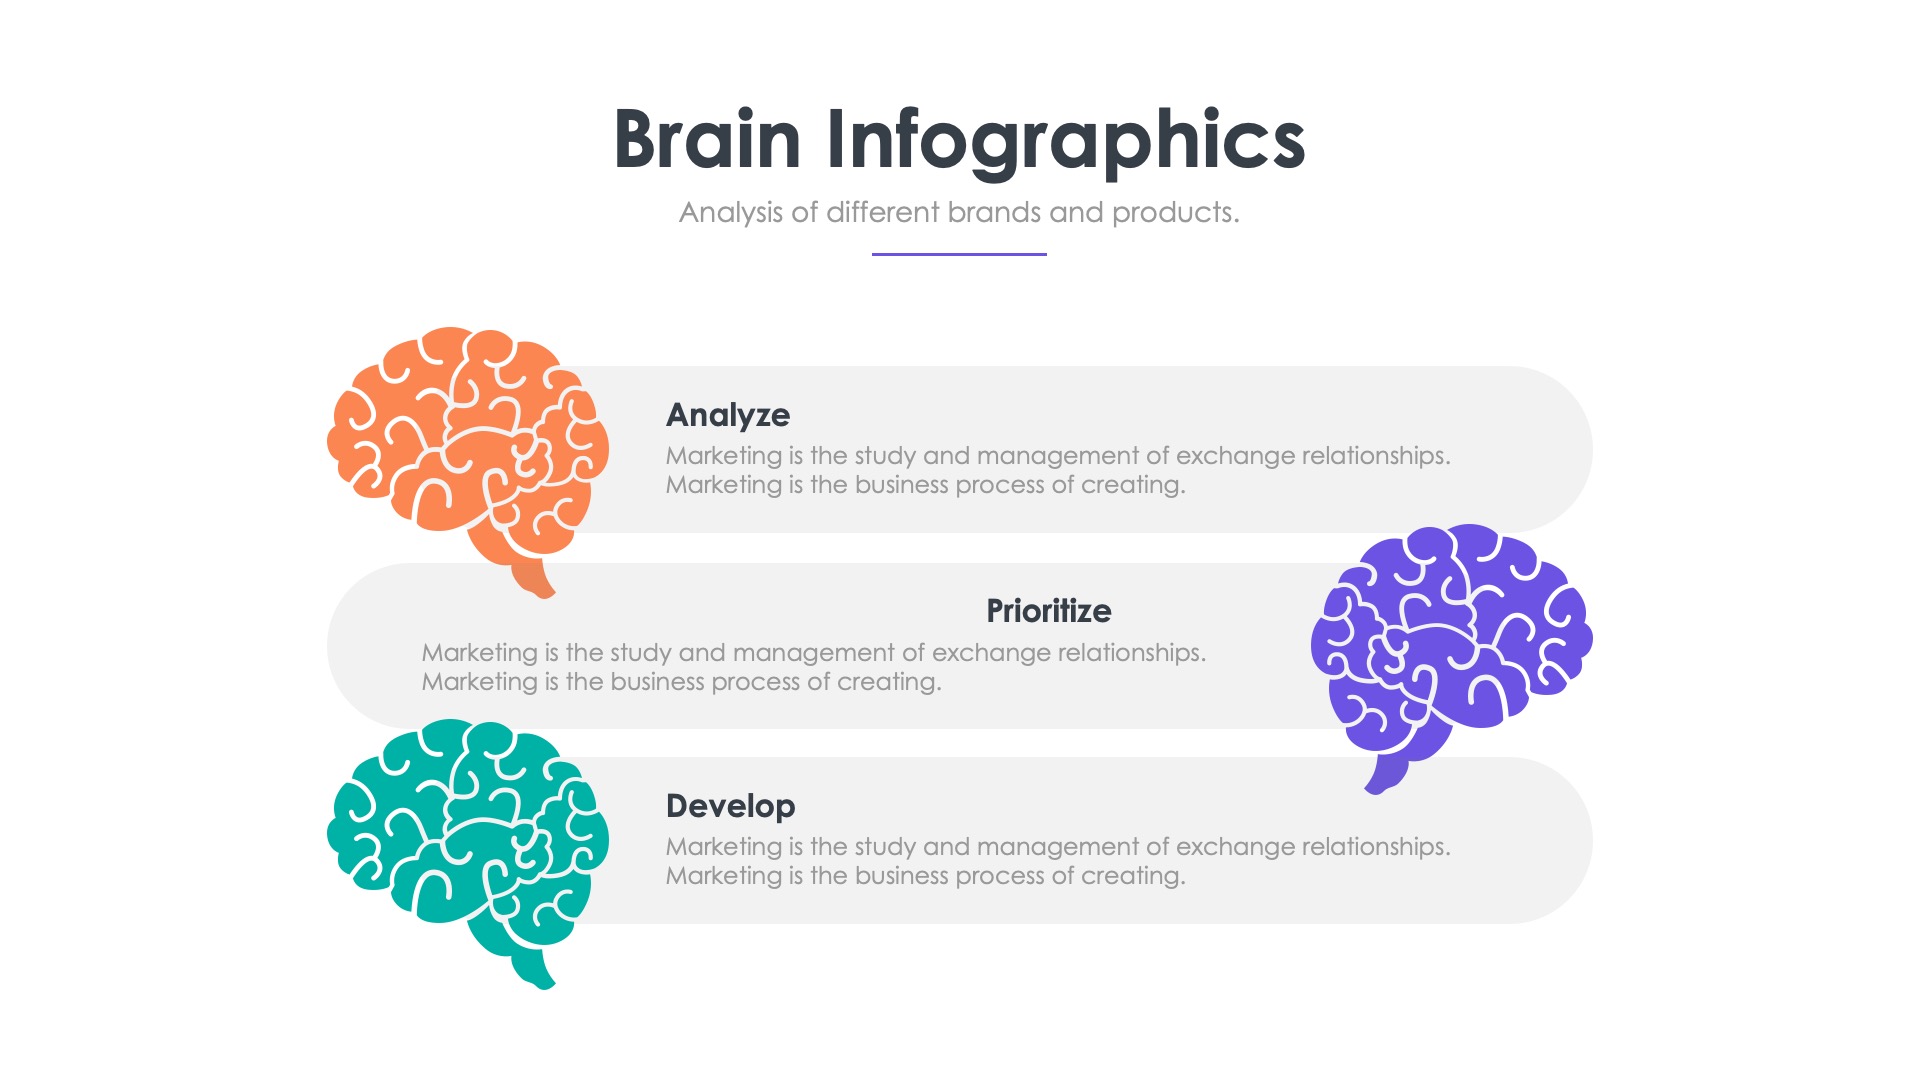 Brain Infographics
Analysis of different brands and products.
Analyze
Marketing is the study and management of exchange relationships.
Marketing is the business process of creating.
Prioritize
Marketing is the study and management of exchange relationships.
Marketing is the business process of creating.
Develop
Marketing is the study and management of exchange relationships.
Marketing is the business process of creating.